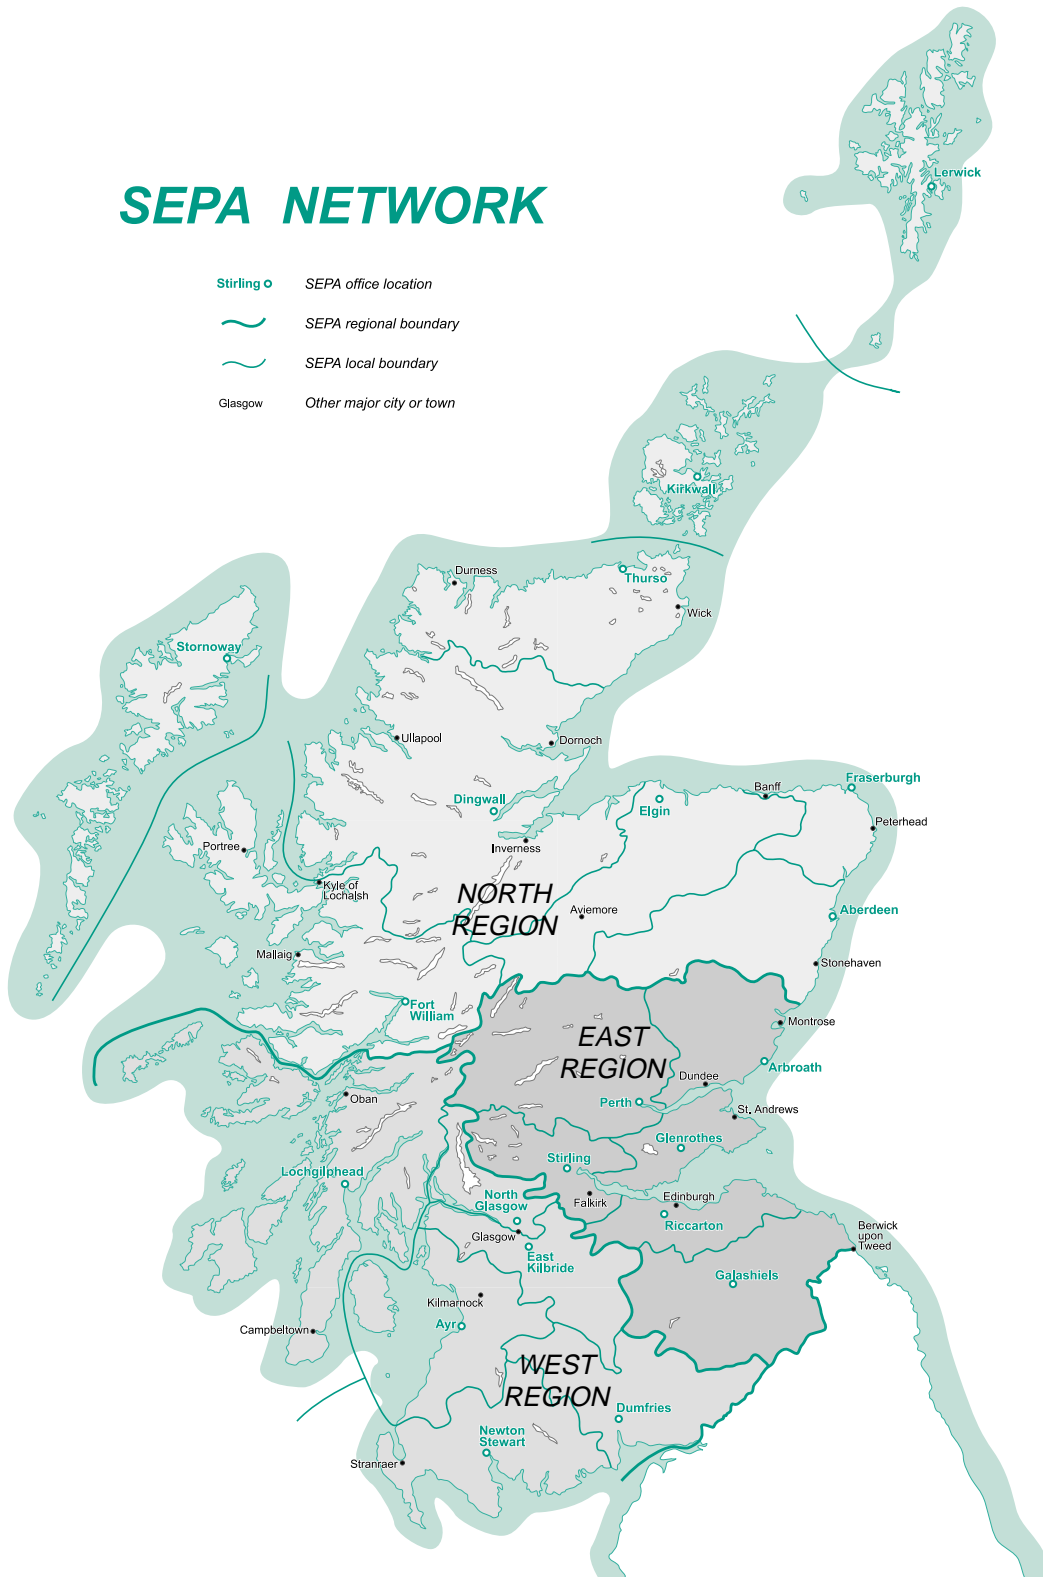 SEPA NETWORK
Stirling
SEPA office location
SEPA regional boundary
SEPA local boundary
Glasgow
Other major city or town
Lerwick
Kirkwall
Thurso
Durness
Wick
Stornoway
Ullapool
Dornoch
Dingwall
Elgin
Banff
Fraserburgh
Peterhead
Portree
Inverness
Kyle of
Lochalsh
NORTH
REGION
Aviemore
Aberdeen
Mallaig
Stonehaven
Fort
William
Montrose
EAST
REGION
Arbroath
Dundee
Oban
Perth
St. Andrews
Glenrothes
Stirling
Lochgilphead
North
Glasgow
Falkirk
Edinburgh
Riccarton
Glasgow
Berwick
upon
Tweed
East
Kilbride
Galashiels
Kilmarnock
Ayr
Campbeltown
WEST
REGION
Dumfries
Newton
Stewart
Stranraer